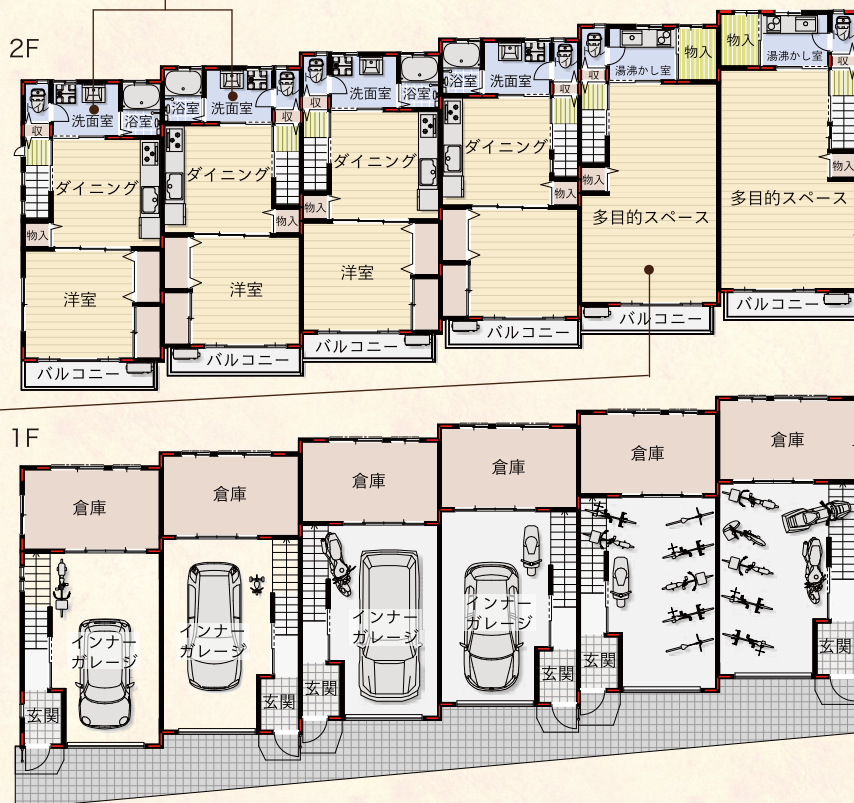 2F
物入
湯沸かし室
物入
湯沸かし室
収
洗面室
浴室
浴室
洗面室
収
収
洗面室
浴室
浴室
洗面室
収
収
収
ダイニング
ダイニング
ダイニング
ダイニング
物入
物入
物入
物入
物入
物入
多目的スペース
多目的スペース
洋室
洋室
洋室
バルコニー
バルコニー
バルコニー
バルコニー
バルコニー
バルコニー
1F
倉庫
倉庫
倉庫
倉庫
倉庫
倉庫
インナー
ガレージ
インナー
ガレージ
インナー
ガレージ
インナー
ガレージ
玄関
玄関
玄関
玄関
玄関
玄関